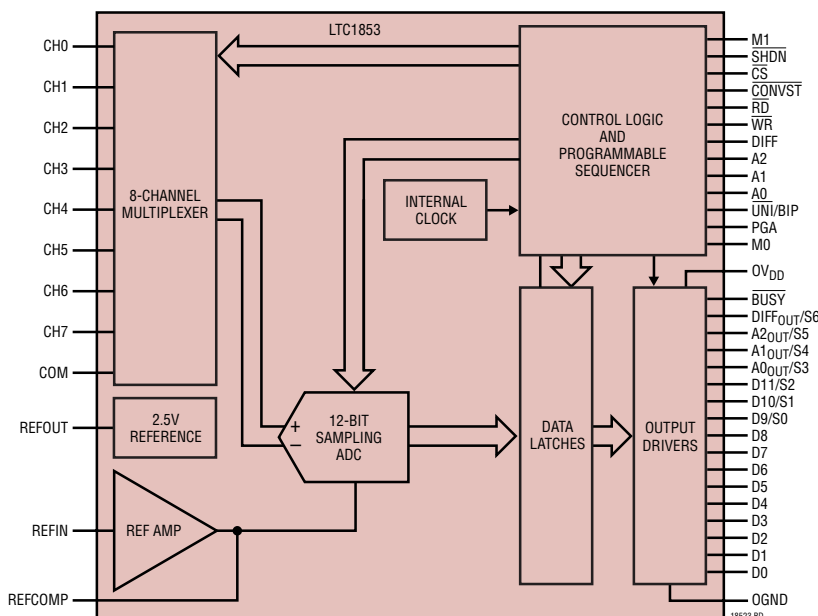 LTC1853
CH0
CH1
CH2
CH3
CH4
CH5
CH6
CH7
COM
REFOUT
REFIN
REFCOMP
8-CHANNEL
MULTIPLEXER
2.5V
REFERENCE
REF AMP
INTERNAL
CLOCK
+
–
12-BIT
SAMPLING
ADC
CONTROL LOGIC
AND
PROGRAMMABLE
SEQUENCER
DATA
LATCHES
OUTPUT
DRIVERS
M1
SHDN
CS
CONVST
RD
WR
DIFF
A2
A1
A0
UNI/BIP
PGA
M0
OVDD
BUSY
DIFFOUT/S6
A2OUT/S5
A1OUT/S4
A0OUT/S3
D11/S2
D10/S1
D9/S0
D8
D7
D6
D5
D4
D3
D2
D1
D0
OGND
18523 BD